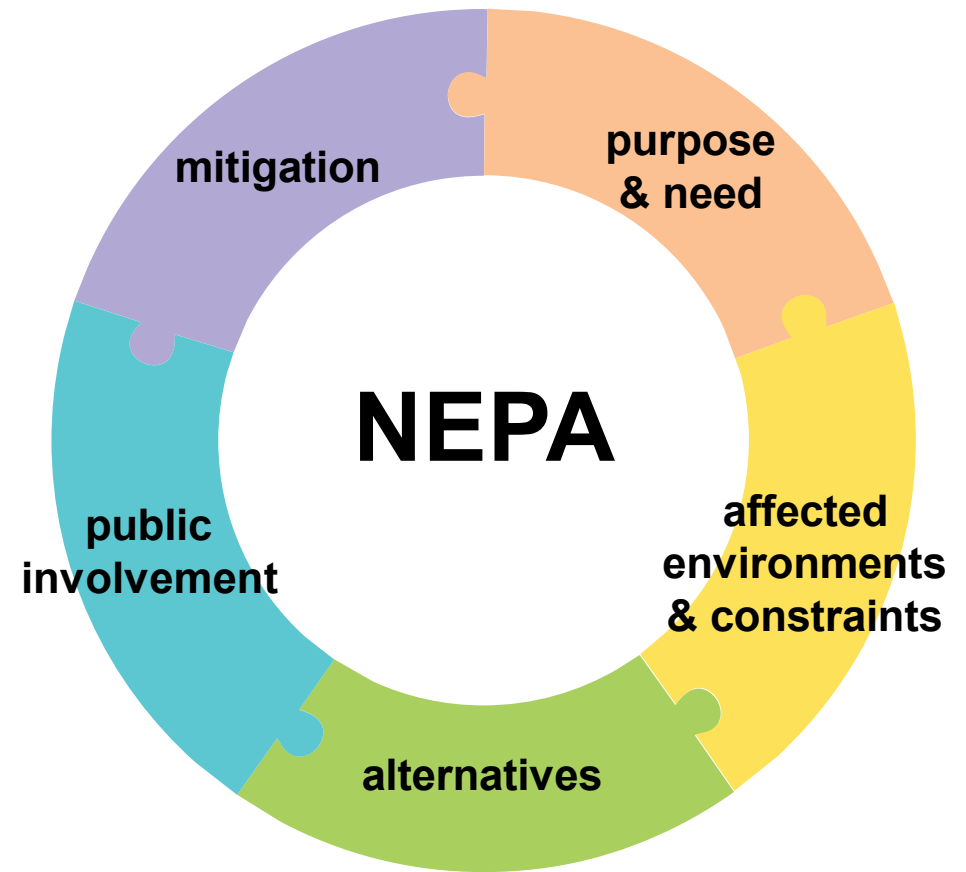 mitigation
purpose
& need
NEPA
public
involvement
affected
environments
& constraints
alternatives